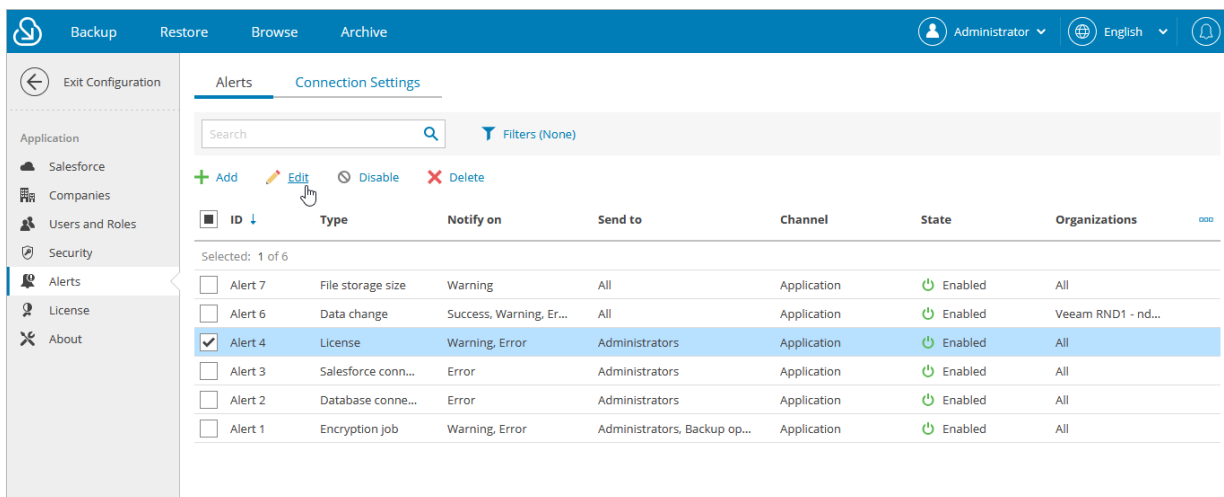 Backup Restore Browse Archive Administrator English
Exit Configuration
Alerts Connection Settings
Application
Search Filters (None)
Salesforce
Companies
Users and Roles
Security
Alerts
License
About
Add Edit Disable Delete
ID ↓ Type Notify on Send to Channel State Organizations
Selected: 1 of 6
Alert 7 File storage size Warning All Application Enabled All
Alert 6 Data change Success, Warning, Er... All Application Enabled Veeam RND1 - nd...
Alert 4 License Warning, Error Administrators Application Enabled All
Alert 3 Salesforce conn... Error Administrators Application Enabled All
Alert 2 Database conne... Error Administrators Application Enabled All
Alert 1 Encryption job Warning, Error Administrators, Backup op... Application Enabled All